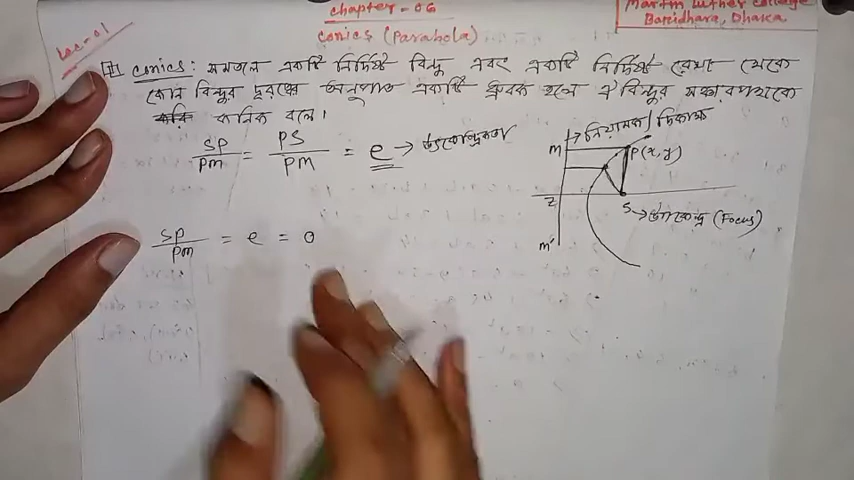 Chapter-06
Martin Luther College
Baridhara, Dhaka
Conics (Parabola)
Lec-01
Conics: সমতলে একটি নির্দিষ্ট বিন্দু এবং একটি নির্দিষ্ট রেখা থেকে
কোন বিন্দুর দূরত্বের অনুপাত একটি ধ্রুবক হলে ঐ বিন্দুর সঞ্চারপথকে
কনিক বলে।
SP/PM = PS/PM = e → উৎকেন্দ্রিকতা
নিয়ামক/দিকাক্ষ
M P(x, y)
Z S → উপকেন্দ্র (Focus)
M'
SP/PM = e = 0